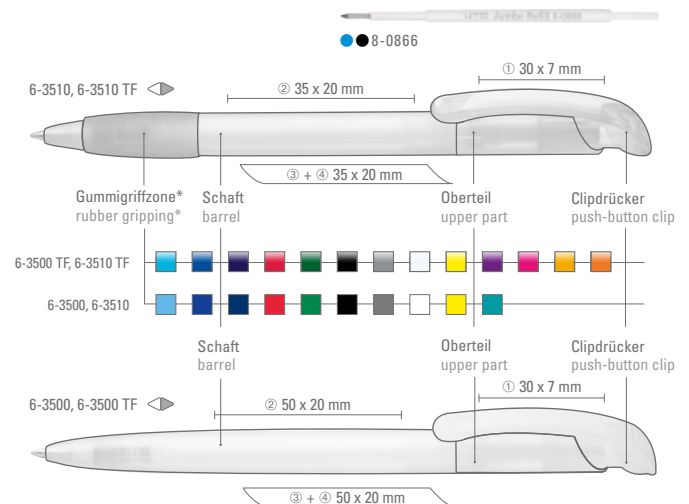 8-0866
① 30 x 7 mm
6-3510, 6-3510 TF
② 35 x 20 mm
③ + ④ 35 x 20 mm
Gummigriffzone* Schaft Oberteil Clipdrücker
rubber gripping* barrel upper part push-button clip
6-3500 TF, 6-3510 TF
6-3500, 6-3510
Schaft Oberteil Clipdrücker
barrel upper part push-button clip
① 30 x 7 mm
6-3500, 6-3500 TF
② 50 x 20 mm
③ + ④ 50 x 20 mm